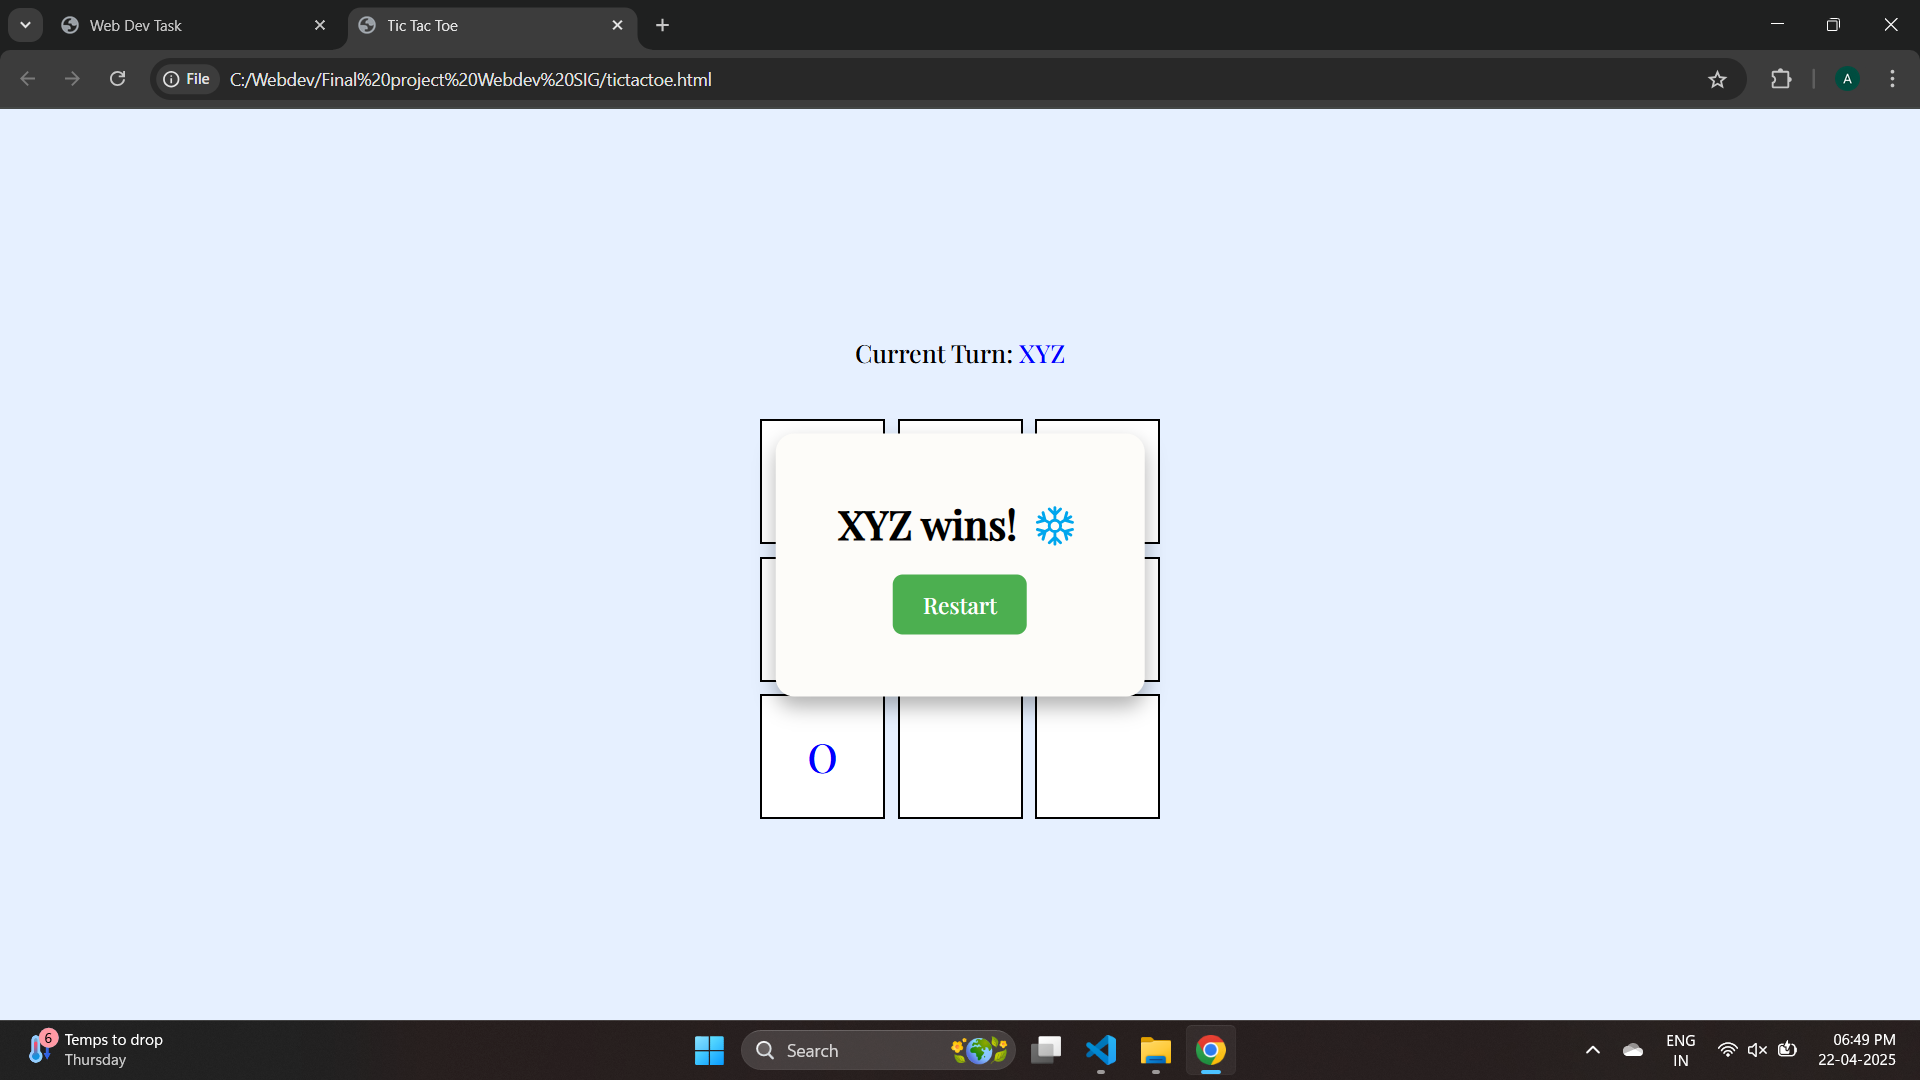 Web Dev Task
Tic Tac Toe
File
C:/Webdev/Final%20project%20Webdev%20SIG/tictactoe.html
A
Current Turn: XYZ
XYZ wins!
Restart
O
6
Temps to drop
Thursday
Search
ENG
IN
06:49 PM
22-04-2025